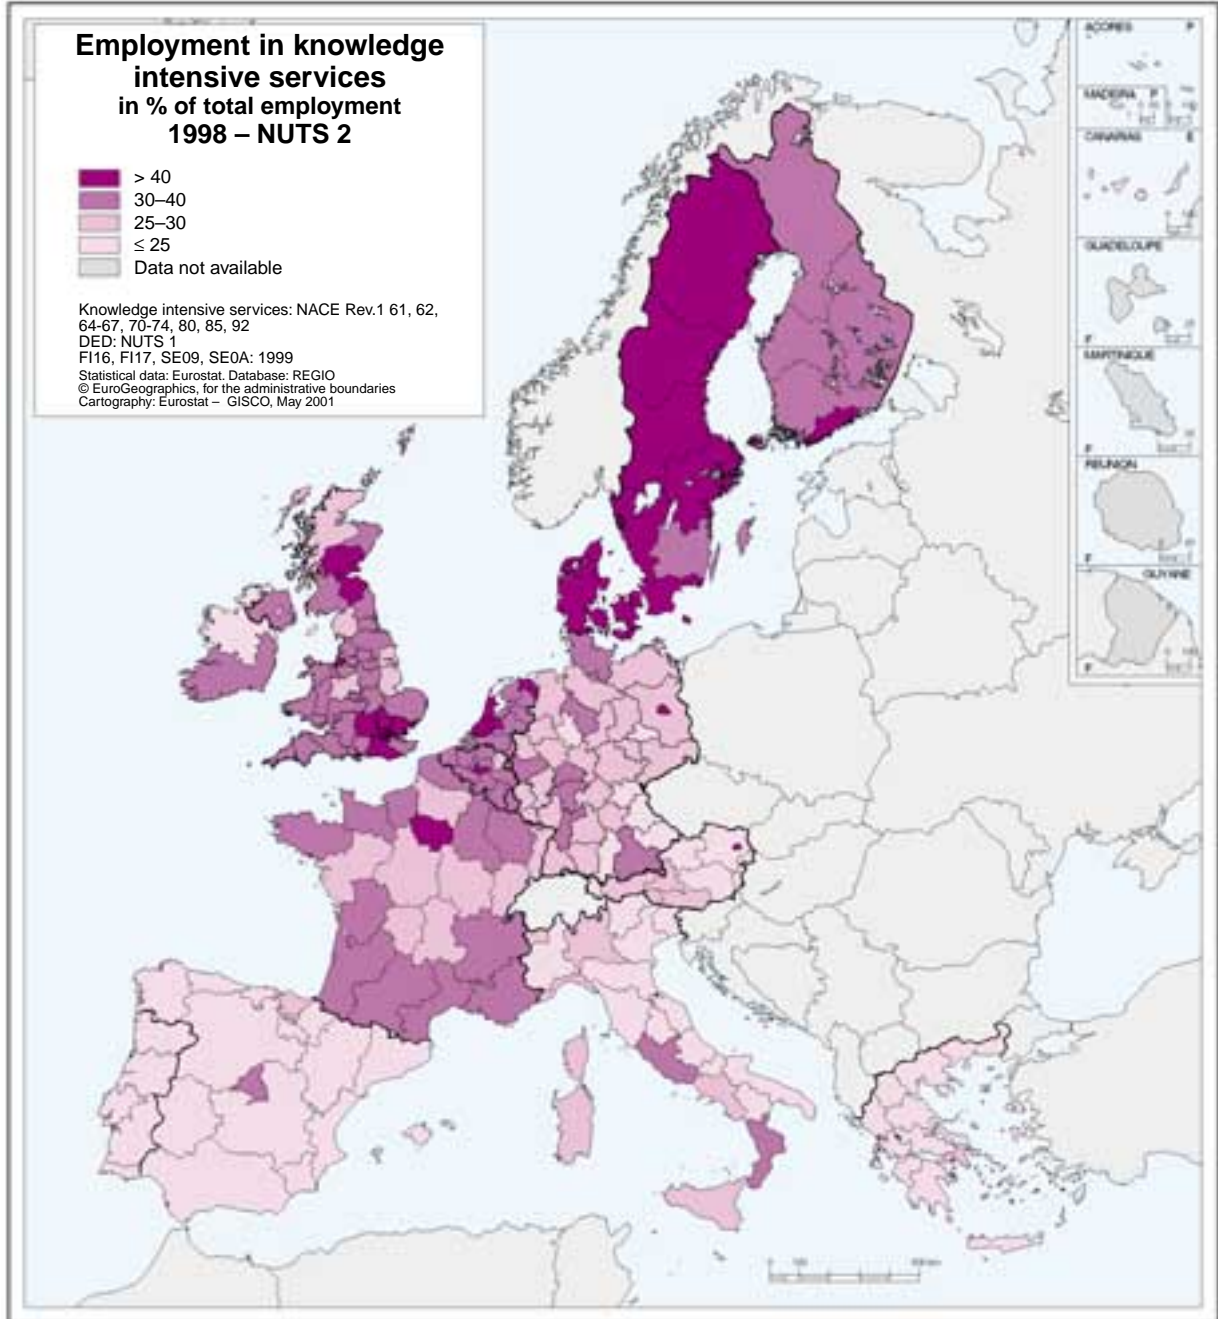 Employment in knowledge
intensive services
in % of total employment
1998 – NUTS 2
> 40
30–40
25–30
≤ 25
Data not available
Knowledge intensive services: NACE Rev.1 61, 62,
64-67, 70-74, 80, 85, 92
DED: NUTS 1
FI16, FI17, SE09, SE0A: 1999
Statistical data: Eurostat. Database: REGIO
© EuroGeographics, for the administrative boundaries
Cartography: Eurostat – GISCO, May 2001
AÇORES P
MADEIRA P
CANARIAS E
GUADELOUPE
F
MARTINIQUE
F
REUNION
F
GUYANE
F